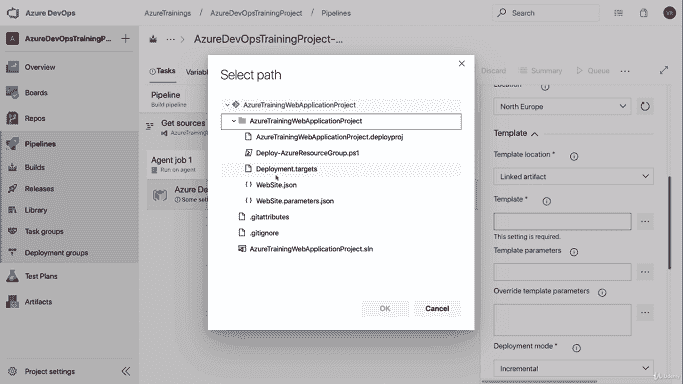 Azure DevOps
AzureTrainings / AzureDevOpsTrainingProject / Pipelines
Search
VR
A AzureDevOpsTrainingP... +
Overview
Boards
Repos
Pipelines
Builds
Releases
Library
Task groups
Deployment groups
Test Plans
Artifacts
Project settings
... > AzureDevOpsTrainingProject-...
Tasks Variabl
Discard Summary Queue ...
Pipeline
Build pipeline
Get sources
AzureTraining
Agent job 1
Run on agent
Azure De
Some set
Select path
AzureTrainingWebApplicationProject
AzureTrainingWebApplicationProject
AzureTrainingWebApplicationProject.deployproj
Deploy-AzureResourceGroup.ps1
Deployment.targets
WebSite.json
WebSite.parameters.json
.gitattributes
.gitignore
AzureTrainingWebApplicationProject.sln
OK Cancel
Location
North Europe
Template
Template location *
Linked artifact
Template *
This setting is required.
Template parameters
Override template parameters
Deployment mode *
Incremental